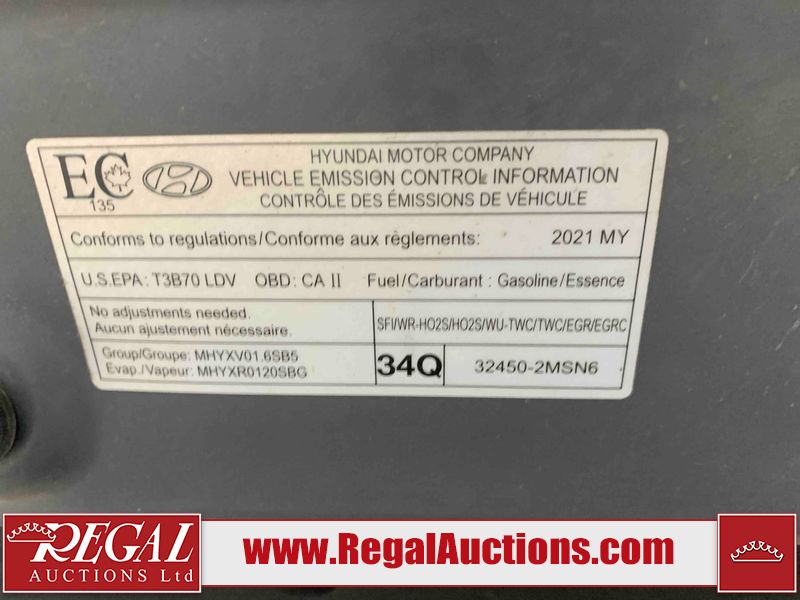 EC
135
HYUNDAI MOTOR COMPANY
VEHICLE EMISSION CONTROL INFORMATION
CONTRÔLE DES ÉMISSIONS DE VÉHICULE
Conforms to regulations/Conforme aux règlements: 2021 MY
U.S.EPA: T3B70 LDV OBD: CA II Fuel/Carburant : Gasoline/Essence
No adjustments needed.
Aucun ajustement nécessaire.
SFI/WR-HO2S/HO2S/WU-TWC/TWC/EGR/EGRC
Group/Groupe: MHYXV01.6SB5
Evap./Vapeur: MHYXR0120SBG
34Q
32450-2MSN6
REGAL
AUCTIONS Ltd
www.RegalAuctions.com